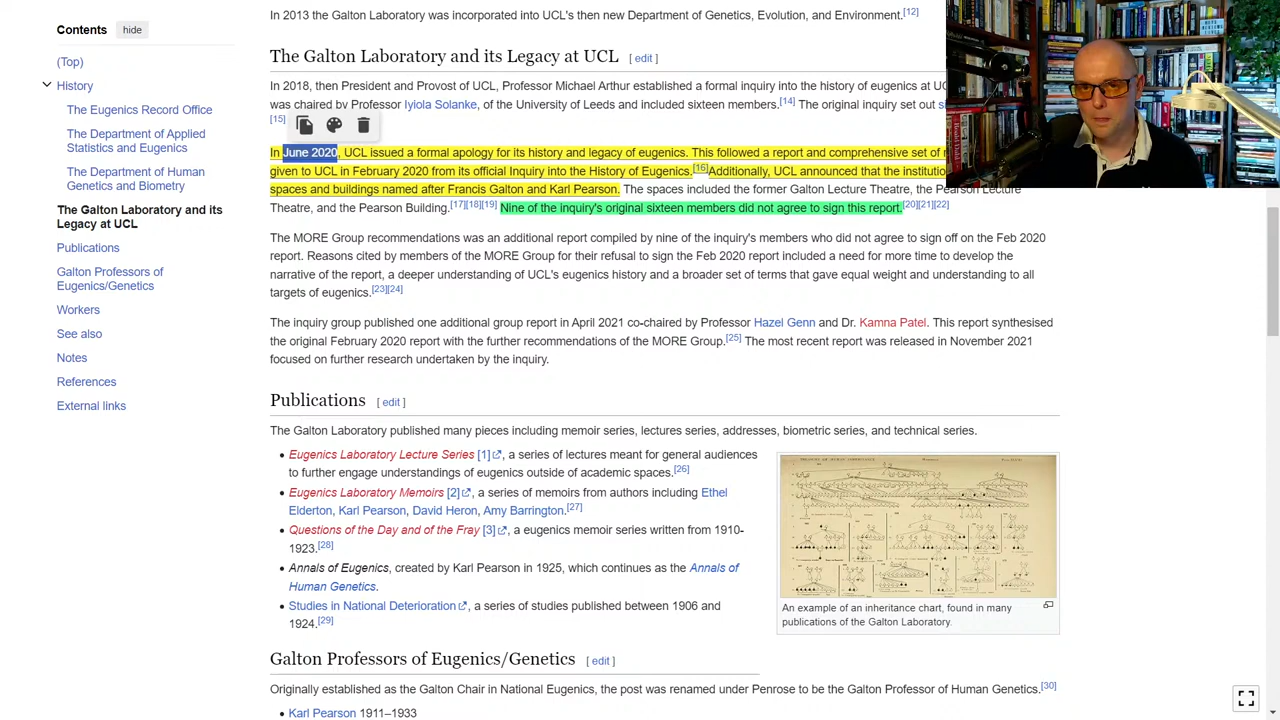 Contents hide
(Top)
History
The Eugenics Record Office
The Department of Applied
Statistics and Eugenics
The Department of Human
Genetics and Biometry
The Galton Laboratory and its
Legacy at UCL
Publications
Galton Professors of
Eugenics/Genetics
Workers
See also
Notes
References
External links
In 2013 the Galton Laboratory was incorporated into UCL's then new Department of Genetics, Evolution, and Environment.[12]
The Galton Laboratory and its Legacy at UCL [ edit ]
In 2018, then President and Provost of UCL, Professor Michael Arthur established a formal inquiry into the history of eugenics at UC
was chaired by Professor Iyiola Solanke, of the University of Leeds and included sixteen members.[14] The original inquiry set out s
[15]
In June 2020, UCL issued a formal apology for its history and legacy of eugenics. This followed a report and comprehensive set of r
given to UCL in February 2020 from its official Inquiry into the History of Eugenics.[16] Additionally, UCL announced that the institutio
spaces and buildings named after Francis Galton and Karl Pearson. The spaces included the former Galton Lecture Theatre, the Pearson Lecture
Theatre, and the Pearson Building.[17][18][19] Nine of the inquiry's original sixteen members did not agree to sign this report.[20][21][22]
The MORE Group recommendations was an additional report compiled by nine of the inquiry's members who did not agree to sign off on the Feb 2020
report. Reasons cited by members of the MORE Group for their refusal to sign the Feb 2020 report included a need for more time to develop the
narrative of the report, a deeper understanding of UCL's eugenics history and a broader set of terms that gave equal weight and understanding to all
targets of eugenics.[23][24]
The inquiry group published one additional group report in April 2021 co-chaired by Professor Hazel Genn and Dr. Kamna Patel. This report synthesised
the original February 2020 report with the further recommendations of the MORE Group.[25] The most recent report was released in November 2021
focused on further research undertaken by the inquiry.
Publications [ edit ]
The Galton Laboratory published many pieces including memoir series, lectures series, addresses, biometric series, and technical series.
Eugenics Laboratory Lecture Series [1], a series of lectures meant for general audiences
to further engage understandings of eugenics outside of academic spaces.[26]
Eugenics Laboratory Memoirs [2], a series of memoirs from authors including Ethel
Elderton, Karl Pearson, David Heron, Amy Barrington.[27]
Questions of the Day and of the Fray [3], a eugenics memoir series written from 1910-
1923.[28]
Annals of Eugenics, created by Karl Pearson in 1925, which continues as the Annals of
Human Genetics.
Studies in National Deterioration, a series of studies published between 1906 and
1924.[29]
An example of an inheritance chart, found in many
publications of the Galton Laboratory.
Galton Professors of Eugenics/Genetics [ edit ]
Originally established as the Galton Chair in National Eugenics, the post was renamed under Penrose to be the Galton Professor of Human Genetics.[30]
Karl Pearson 1911–1933